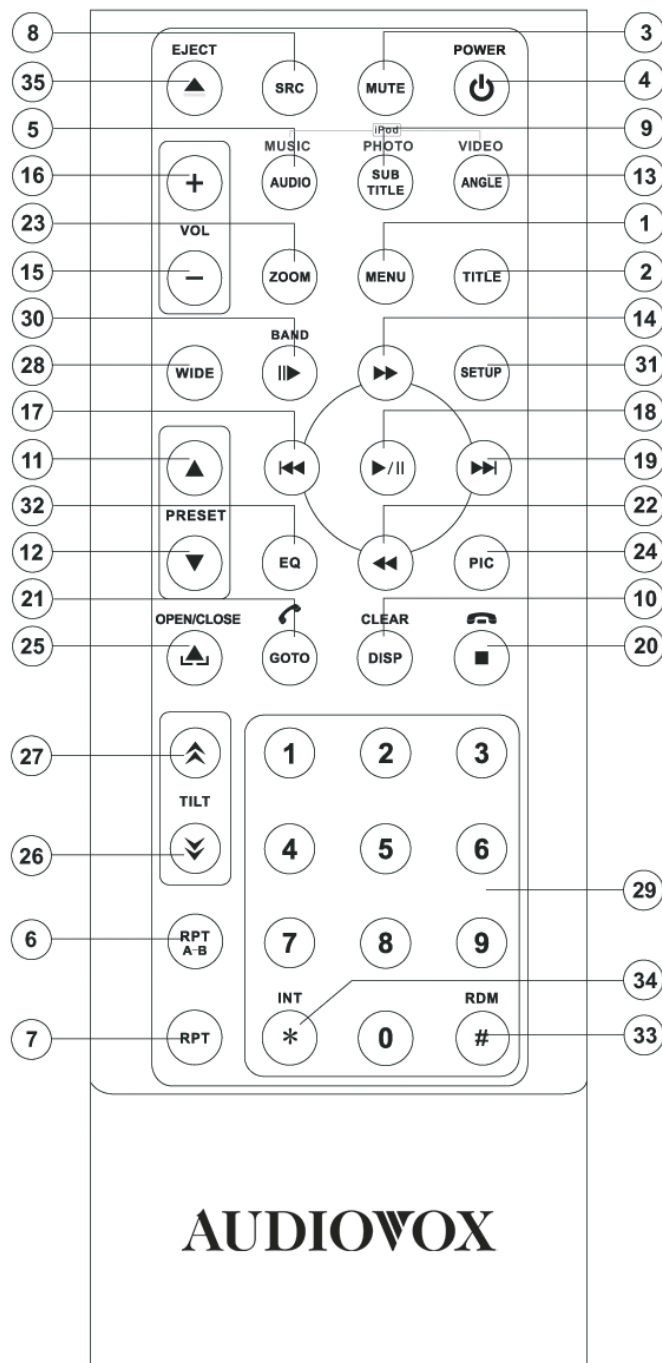 8 3
EJECT POWER
35 SRC MUTE 4
5 iPod 9
MUSIC PHOTO VIDEO
16 + AUDIO SUB TITLE ANGLE 13
23 VOL 1
15 − ZOOM MENU TITLE 2
30 BAND 14
28 WIDE SETUP 31
17 18
11 19
32 PRESET 22
12 EQ PIC 24
21 10
OPEN/CLOSE CLEAR
25 GOTO DISP 20
27 1 2 3
TILT
26 4 5 6
29
6 RPT A-B 7 8 9
INT RDM 34
7 RPT * 0 # 33
AUDIOVOX